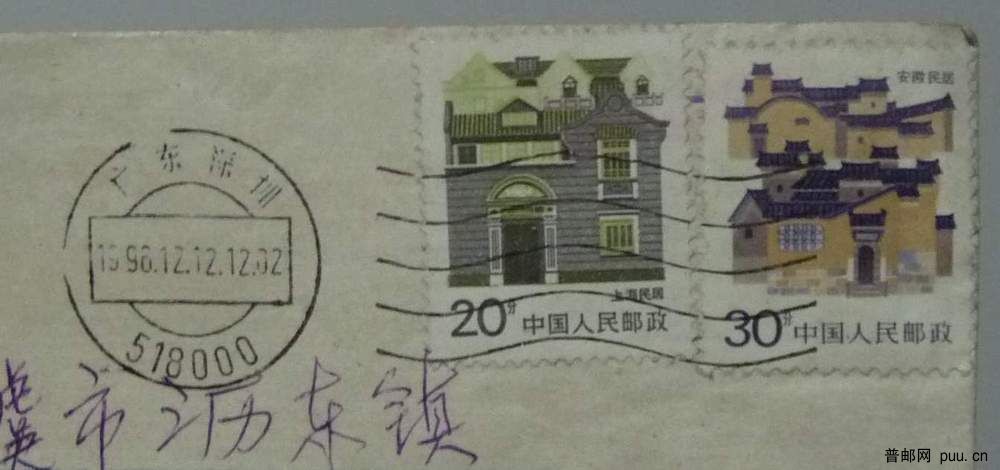 广东深圳
1998.12.12.12.02
518000
上海民居
20分 中国人民邮政
安徽民居
30分 中国人民邮政
市沥东镇
普邮网 puu.cn